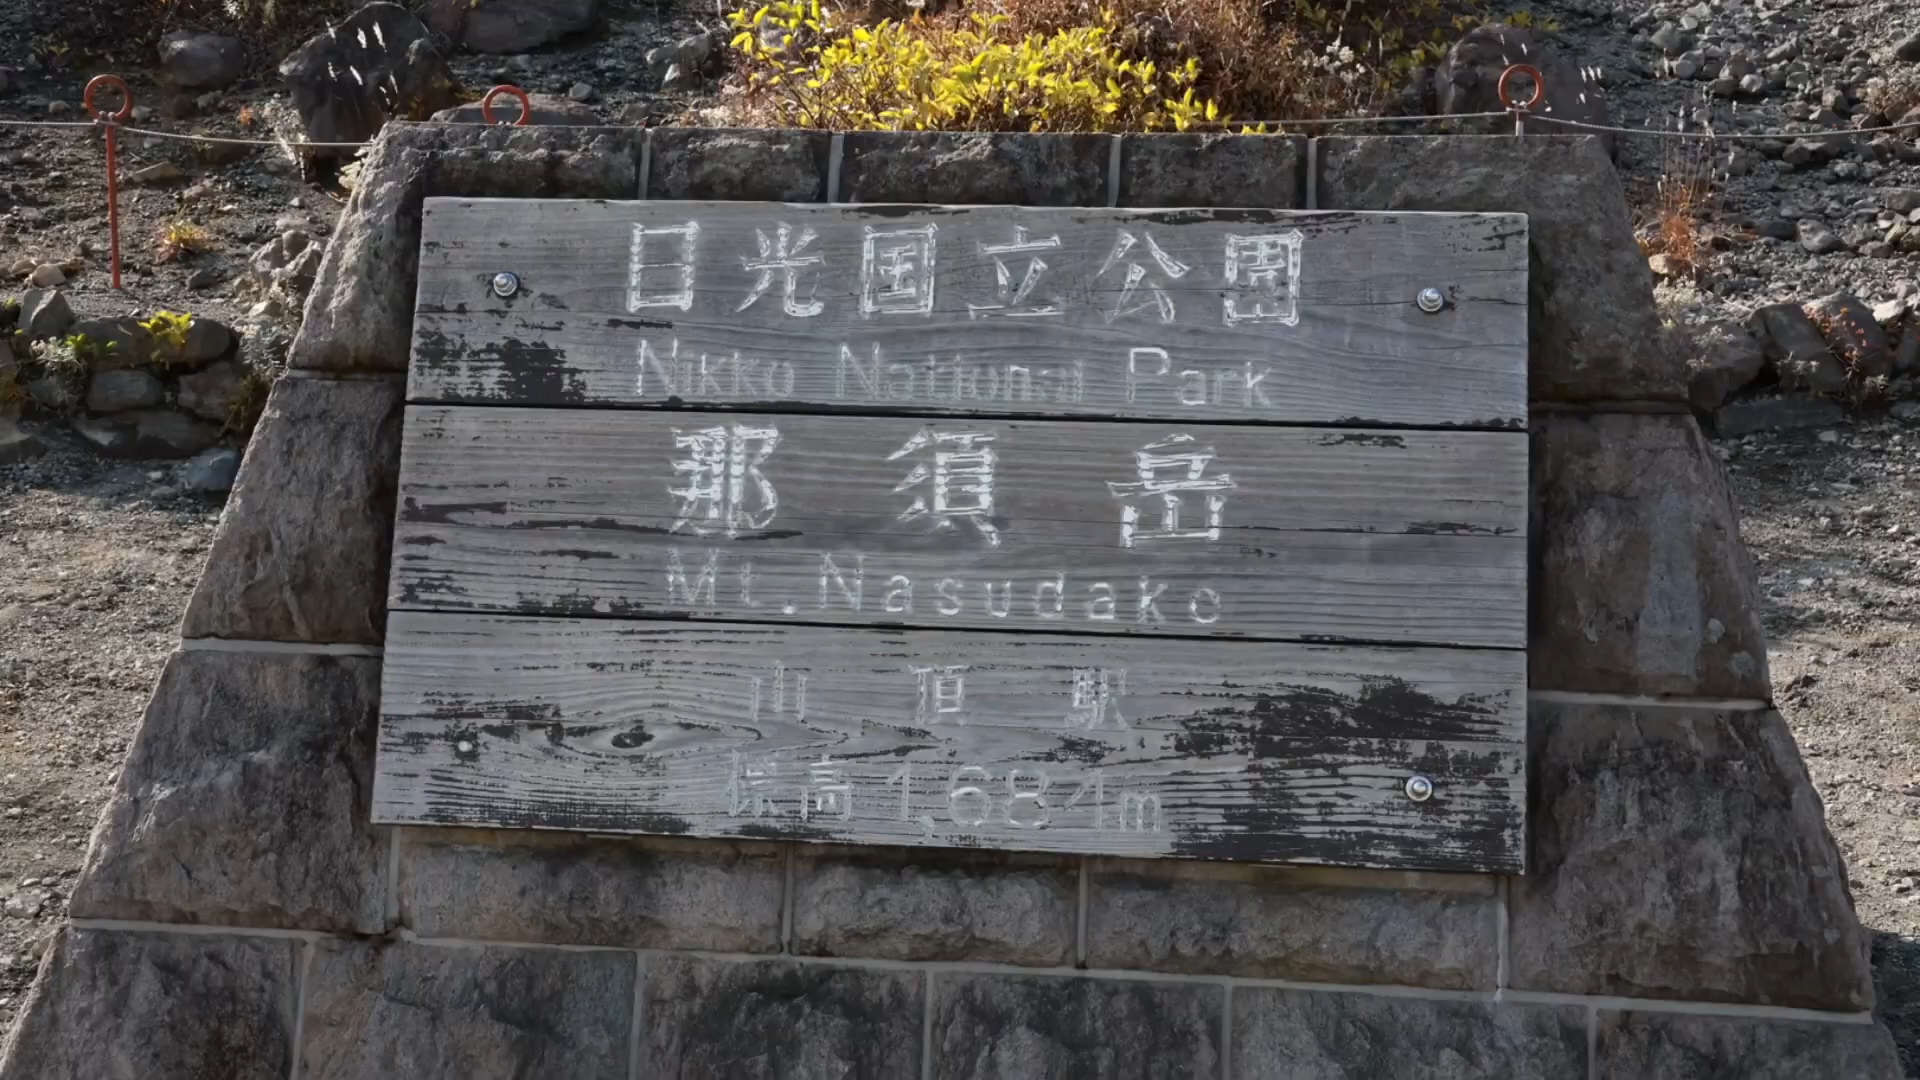 日光国立公園
Nikko National Park
那須岳
Mt. Nasudake
山頂駅
標高1,684m